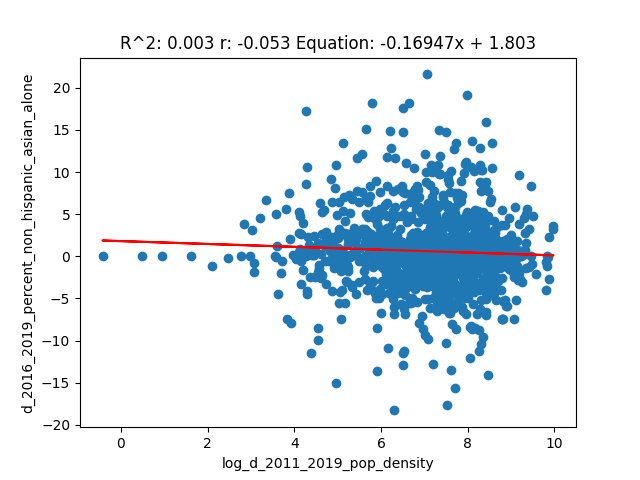 R^2: 0.003 r: -0.053 Equation: -0.16947x + 1.803
d_2016_2019_percent_non_hispanic_asian_alone
20
15
10
5
0
−5
−10
−15
−20
0 2 4 6 8 10
log_d_2011_2019_pop_density